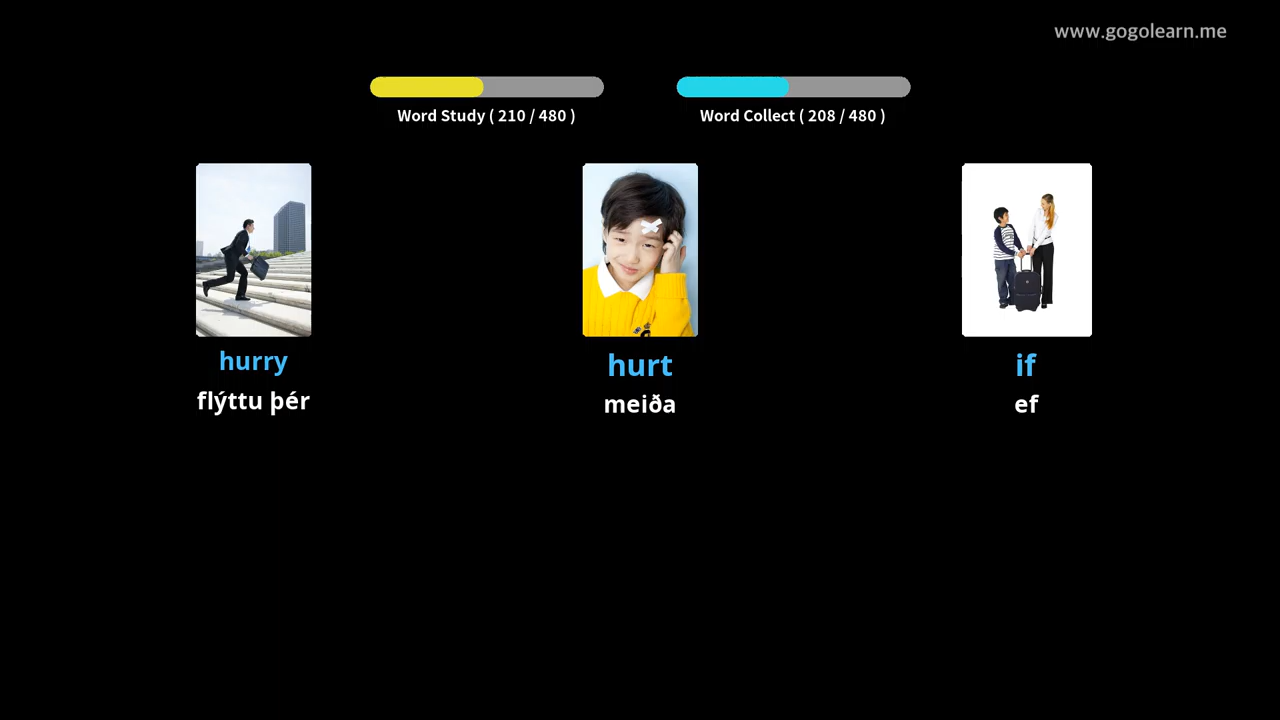 www.gogolearn.me
Word Study ( 210 / 480 )
Word Collect ( 208 / 480 )
hurry
flýttu þér
hurt
meiða
if
ef